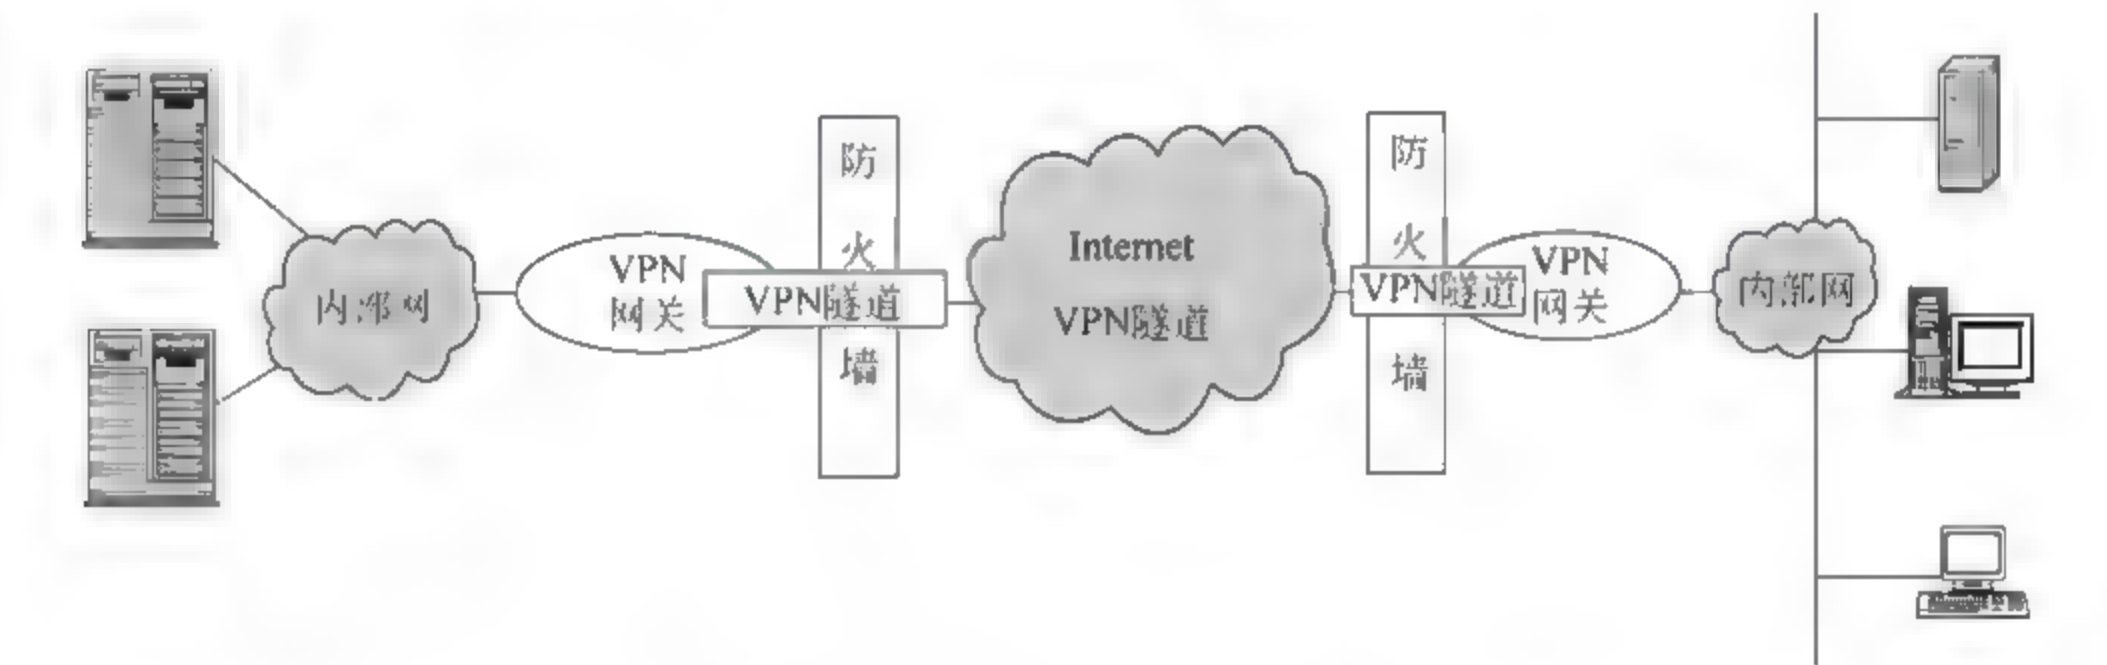 内部网
VPN
网关
VPN隧道
防
火
墙
Internet
VPN隧道
防
火
墙
VPN隧道
VPN
网关
内部网